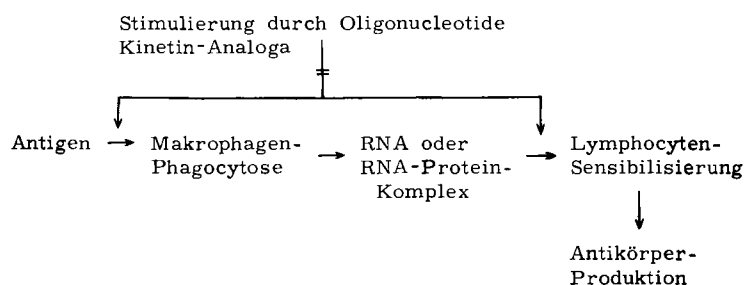 Stimulierung durch Oligonucleotide
Kinetin-Analoga
Antigen → Makrophagen-
Phagocytose → RNA oder
RNA-Protein-
Komplex → Lymphocyten-
Sensibilisierung
Antikörper-
Produktion